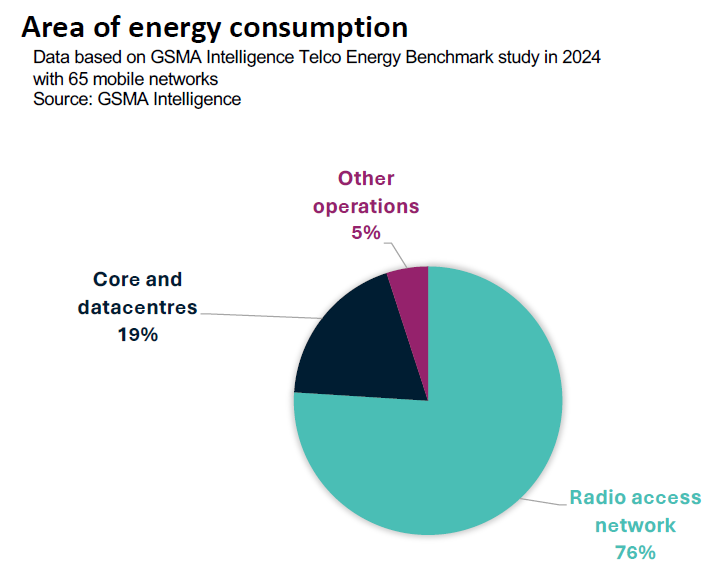 Area of energy consumption
Data based on GSMA Intelligence Telco Energy Benchmark study in 2024
with 65 mobile networks
Source: GSMA Intelligence
Other
operations
5%
Core and
datacentres
19%
Radio access
network
76%